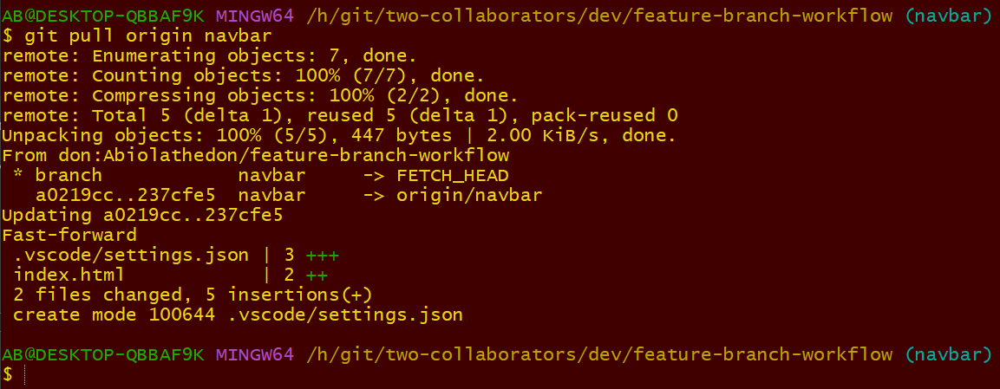 AB@DESKTOP-QBBAF9K MINGW64 /h/git/two-collaborators/dev/feature-branch-workflow (navbar)
$ git pull origin navbar
remote: Enumerating objects: 7, done.
remote: Counting objects: 100% (7/7), done.
remote: Compressing objects: 100% (2/2), done.
remote: Total 5 (delta 1), reused 5 (delta 1), pack-reused 0
Unpacking objects: 100% (5/5), 447 bytes | 2.00 KiB/s, done.
From don:Abiolathedon/feature-branch-workflow
 * branch            navbar     -> FETCH_HEAD
   a0219cc..237cfe5  navbar     -> origin/navbar
Updating a0219cc..237cfe5
Fast-forward
 .vscode/settings.json | 3 +++
 index.html            | 2 ++
 2 files changed, 5 insertions(+)
 create mode 100644 .vscode/settings.json
AB@DESKTOP-QBBAF9K MINGW64 /h/git/two-collaborators/dev/feature-branch-workflow (navbar)
$